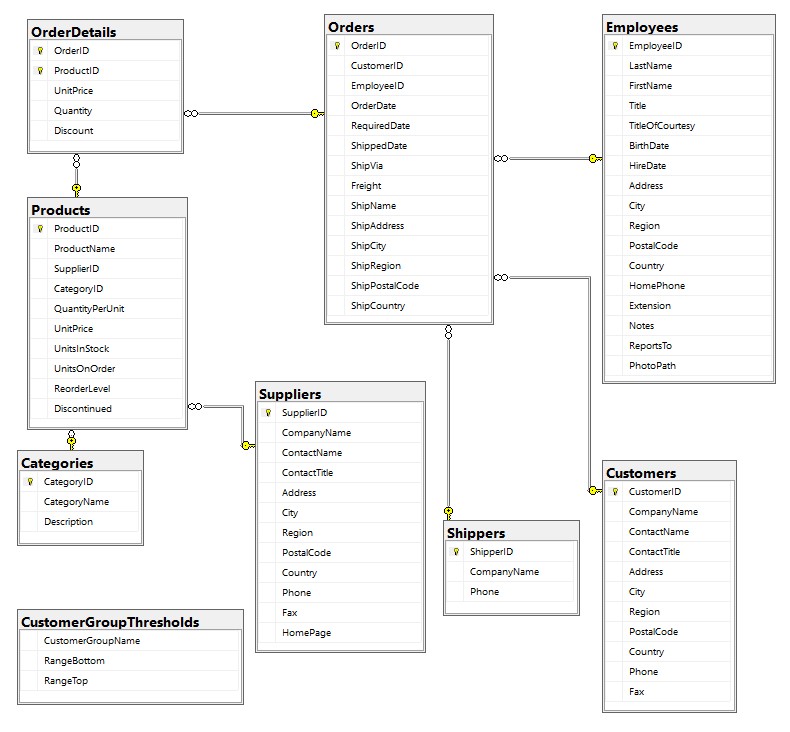 OrderDetails
OrderID
ProductID
UnitPrice
Quantity
Discount
Orders
OrderID
CustomerID
EmployeeID
OrderDate
RequiredDate
ShippedDate
ShipVia
Freight
ShipName
ShipAddress
ShipCity
ShipRegion
ShipPostalCode
ShipCountry
Employees
EmployeeID
LastName
FirstName
Title
TitleOfCourtesy
BirthDate
HireDate
Address
City
Region
PostalCode
Country
HomePhone
Extension
Notes
ReportsTo
PhotoPath
Products
ProductID
ProductName
SupplierID
CategoryID
QuantityPerUnit
UnitPrice
UnitsInStock
UnitsOnOrder
ReorderLevel
Discontinued
Suppliers
SupplierID
CompanyName
ContactName
ContactTitle
Address
City
Region
PostalCode
Country
Phone
Fax
HomePage
Categories
CategoryID
CategoryName
Description
Shippers
ShipperID
CompanyName
Phone
Customers
CustomerID
CompanyName
ContactName
ContactTitle
Address
City
Region
PostalCode
Country
Phone
Fax
CustomerGroupThresholds
CustomerGroupName
RangeBottom
RangeTop